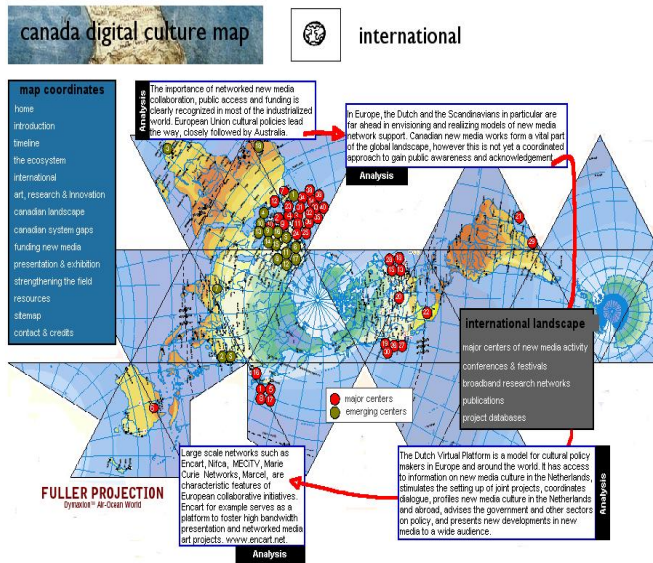 canada digital culture map
international
map coordinates
home
introduction
timeline
the ecosystem
international
art, research & Innovation
canadian landscape
canadian system gaps
funding new media
presentation & exhibition
strengthening the field
resources
sitemap
contact & credits
Analysis
The importance of networked new media
collaboration, public access and funding is
clearly recognized in most of the industrialized
world. European Union cultural policies lead
the way, closely followed by Australia.
In Europe, the Dutch and the Scandinavians in particular are
far ahead in envisioning and realizing models of new media
network support. Canadian new media works form a vital part
of the global landscape, however this is not yet a coordinated
approach to gain public awareness and acknowledgement.
Analysis
international landscape
major centers of new media activity
conferences & festivals
broadband research networks
publications
project databases
major centers
emerging centers
FULLER PROJECTION
Dymaxion™ Air-Ocean World
Large scale networks such as
Encart, Nifca, MECiTV, Marie
Curie Networks, Marcel, are
characteristic features of
European collaborative initiatives.
Encart for example serves as a
platform to foster high bandwidth
presentation and networked media
art projects. www.encart.net.
Analysis
The Dutch Virtual Platform is a model for cultural policy
makers in Europe and around the world. It has access
to information on new media culture in the Netherlands,
stimulates the setting up of joint projects, coordinates
dialogue, profiles new media culture in the Netherlands
and abroad, advises the government and other sectors
on policy, and presents new developments in new
media to a wide audience.
Analysis